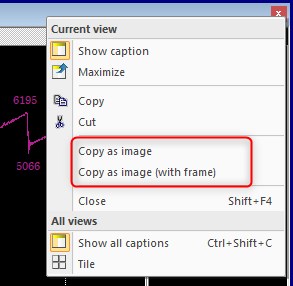 Current view
Show caption
Maximize
Copy
Cut
Copy as image
Copy as image (with frame)
Close Shift+F4
All views
Show all captions Ctrl+Shift+C
Tile
6195
5066